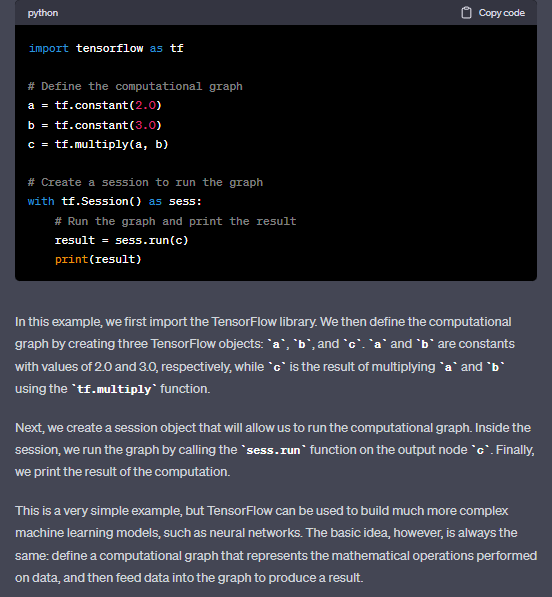 python
Copy code
import tensorflow as tf
# Define the computational graph
a = tf.constant(2.0)
b = tf.constant(3.0)
c = tf.multiply(a, b)
# Create a session to run the graph
with tf.Session() as sess:
    # Run the graph and print the result
    result = sess.run(c)
    print(result)
In this example, we first import the TensorFlow library. We then define the computational
graph by creating three TensorFlow objects: `a`, `b`, and `c`. `a` and `b` are constants
with values of 2.0 and 3.0, respectively, while `c` is the result of multiplying `a` and `b`
using the `tf.multiply` function.
Next, we create a session object that will allow us to run the computational graph. Inside the
session, we run the graph by calling the `sess.run` function on the output node `c`. Finally,
we print the result of the computation.
This is a very simple example, but TensorFlow can be used to build much more complex
machine learning models, such as neural networks. The basic idea, however, is always the
same: define a computational graph that represents the mathematical operations performed
on data, and then feed data into the graph to produce a result.